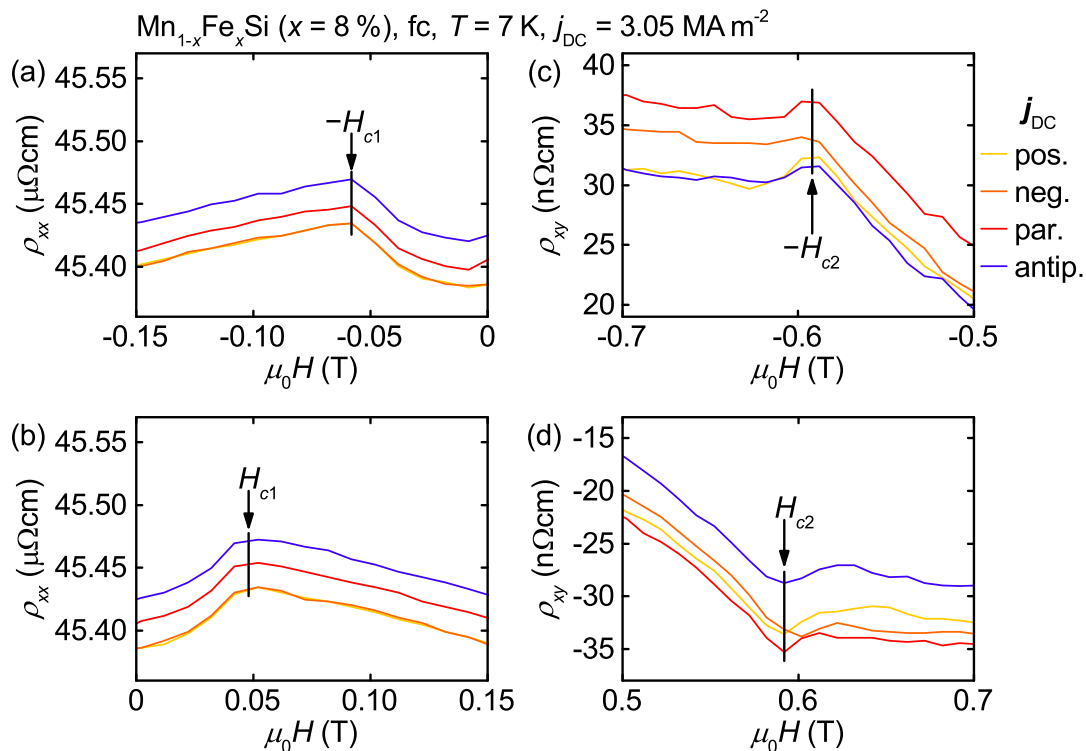 Mn1-xFexSi (x = 8 %), fc, T = 7 K, jDC = 3.05 MA m-2
(a)
45.55
45.50
45.45
45.40
ρxx (μΩcm)
−Hc1
-0.15 -0.10 -0.05 0
μ0H (T)
(c)
40
35
30
25
20
ρxy (nΩcm)
−Hc2
-0.7 -0.6 -0.5
μ0H (T)
jDC
pos.
neg.
par.
antip.
(b)
45.55
45.50
45.45
45.40
ρxx (μΩcm)
Hc1
0 0.05 0.10 0.15
μ0H (T)
(d)
-15
-20
-25
-30
-35
ρxy (nΩcm)
Hc2
0.5 0.6 0.7
μ0H (T)